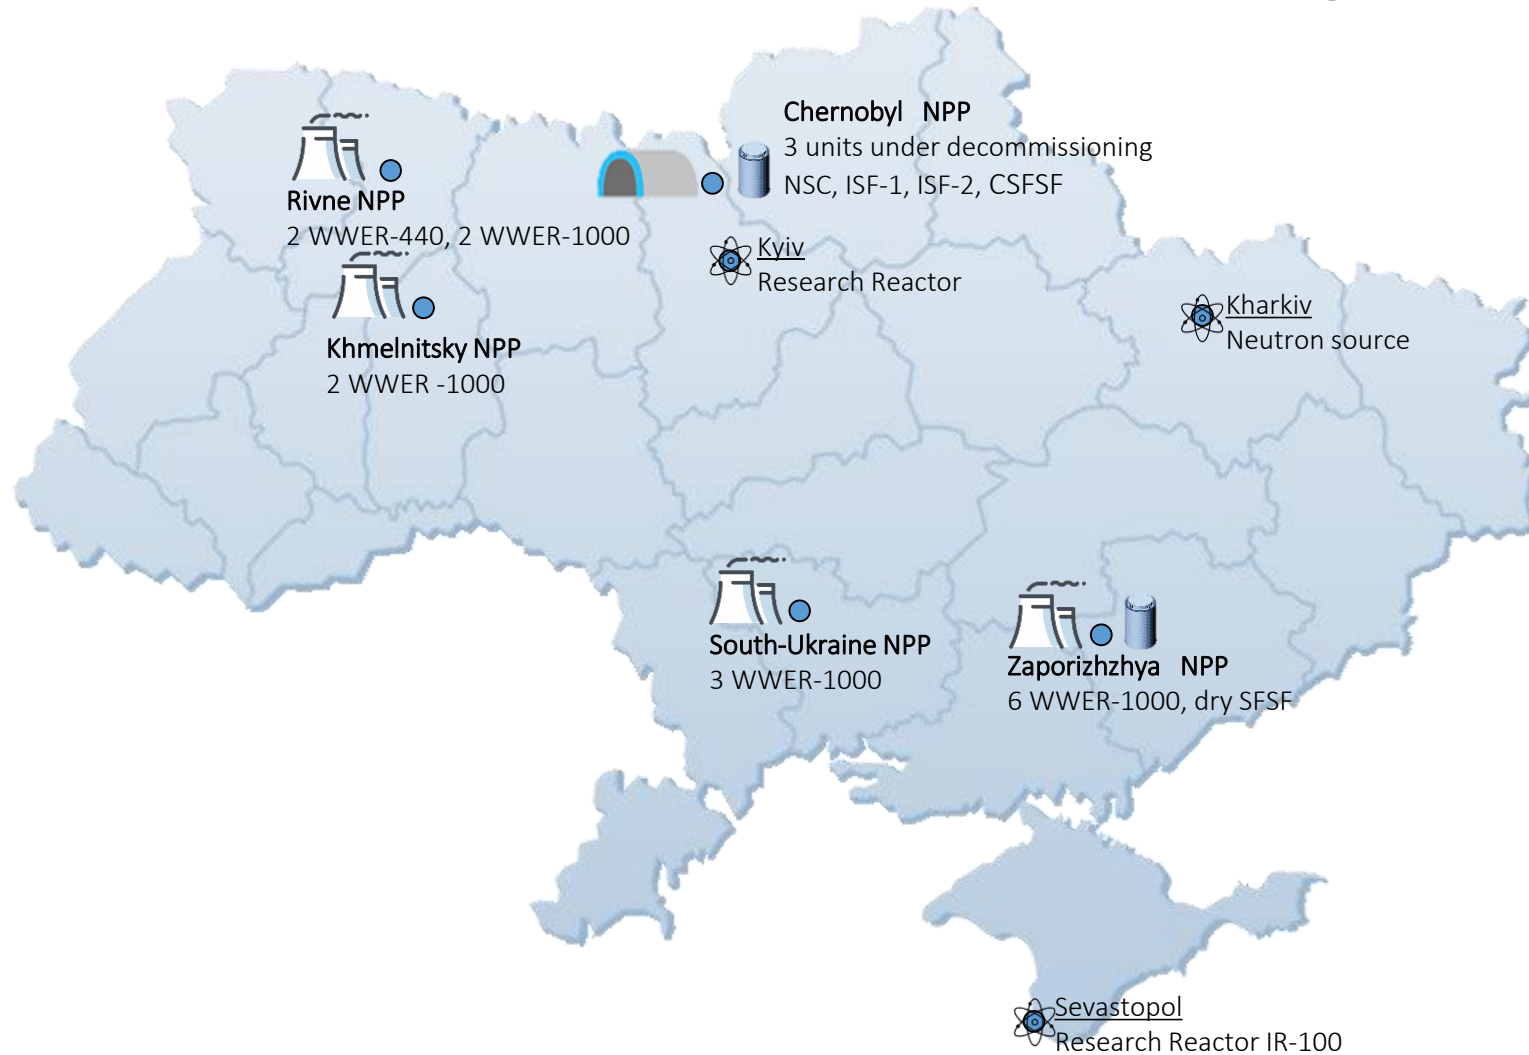 Chernobyl NPP
3 units under decommissioning
NSC, ISF-1, ISF-2, CSFSF
Rivne NPP
2 WWER-440, 2 WWER-1000
Kyiv
Research Reactor
Kharkiv
Neutron source
Khmelnitsky NPP
2 WWER -1000
South-Ukraine NPP
3 WWER-1000
Zaporizhzhya NPP
6 WWER-1000, dry SFSF
Sevastopol
Research Reactor IR-100